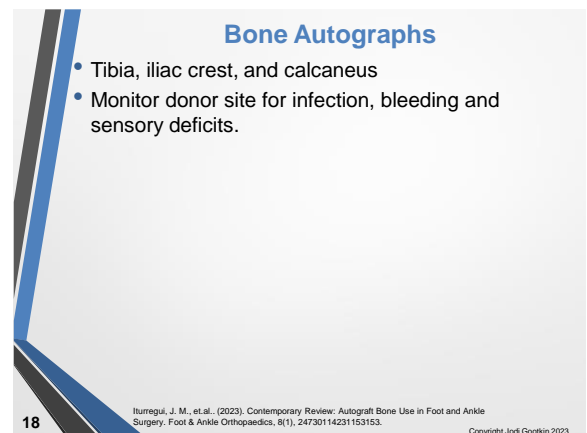 Bone Autographs
• Tibia, iliac crest, and calcaneus
• Monitor donor site for infection, bleeding and
sensory deficits.
Iturregui, J. M., et.al.. (2023). Contemporary Review: Autograft Bone Use in Foot and Ankle
Surgery. Foot & Ankle Orthopaedics, 8(1), 24730114231153153.
18
Copyright Jodi Gootkin 2023